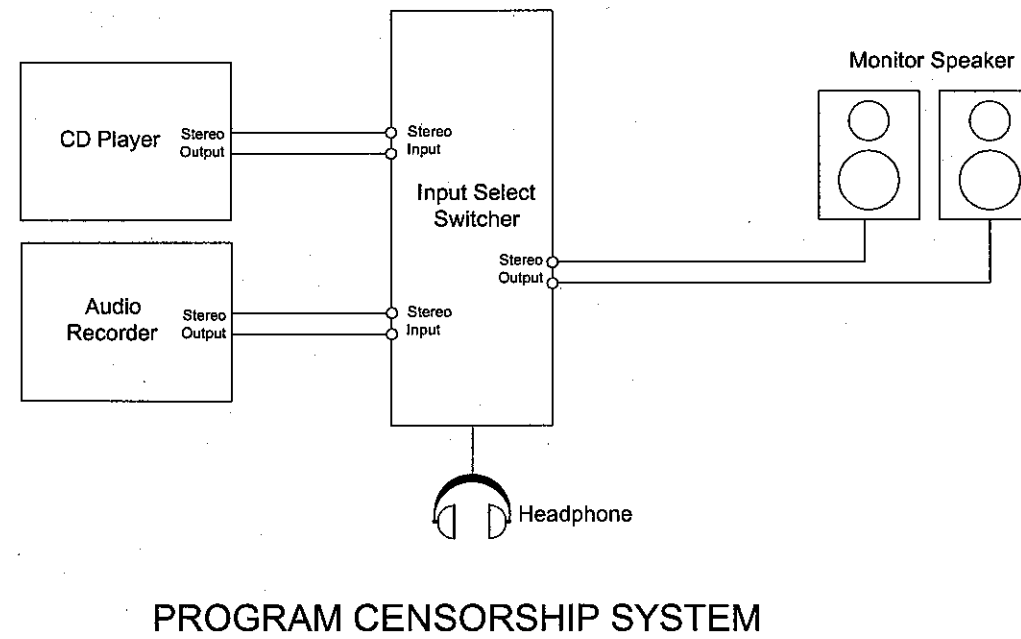 Monitor Speaker
CD Player
Stereo
Output
Stereo
Input
Input Select
Switcher
Stereo
Output
Audio
Recorder
Stereo
Output
Stereo
Input
Headphone
PROGRAM CENSORSHIP SYSTEM